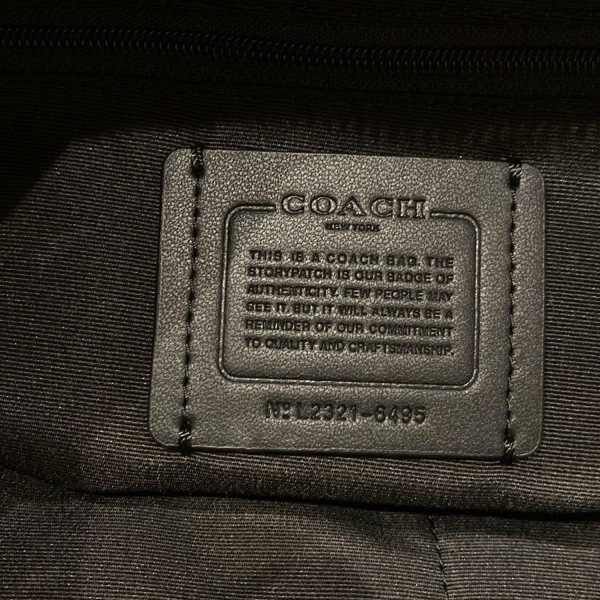 COACH
NEW YORK
THIS IS A COACH BAG. THE
STORYPATCH IS OUR BADGE OF
AUTHENTICITY. FEW PEOPLE MAY
SEE IT. BUT IT WILL ALWAYS BE A
REMINDER OF OUR COMMITMENT
TO QUALITY AND CRAFTSMANSHIP.
Nº L2321-6495